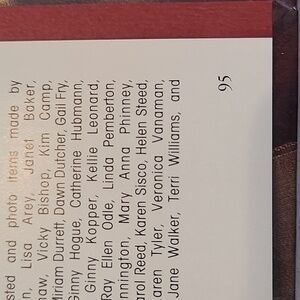 sted and photo items made by
n, Lisa, Arey, Janet Baker,
haw, Vicky Bishop, Kim Camp,
Miriam Durrett, Dawn Dutcher, Gail Fry,
Ginny Hogue, Catherine Hubmann,
Ginny Kopper, Kellie Leonard,
Ray Ellen Odle, Linda Pemberton,
nnington, Mary Anna Phinney,
arol Reed, Karen Sisco, Helen Steed,
aren Tyler, Veronica Vanaman,
Jane Walker, Terri Williams, and
95